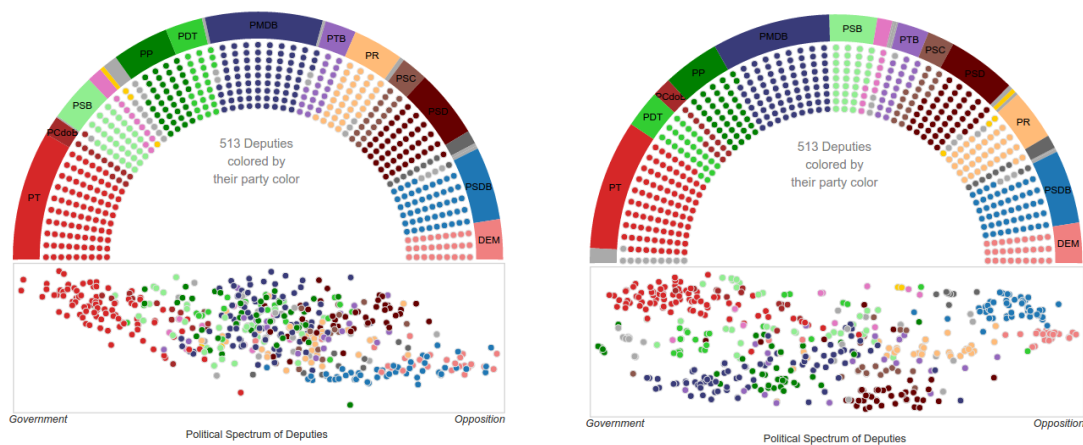 PT
PCdob
PSB
PP
PDT
PMDB
PTB
PR
PSC
PSD
PSDB
DEM
513 Deputies
colored by
their party color
Government
Opposition
Political Spectrum of Deputies
PT
PDT
PCdob
PP
PMDB
PSB
PTB
PSC
PSD
PR
PSDB
DEM
513 Deputies
colored by
their party color
Government
Opposition
Political Spectrum of Deputies